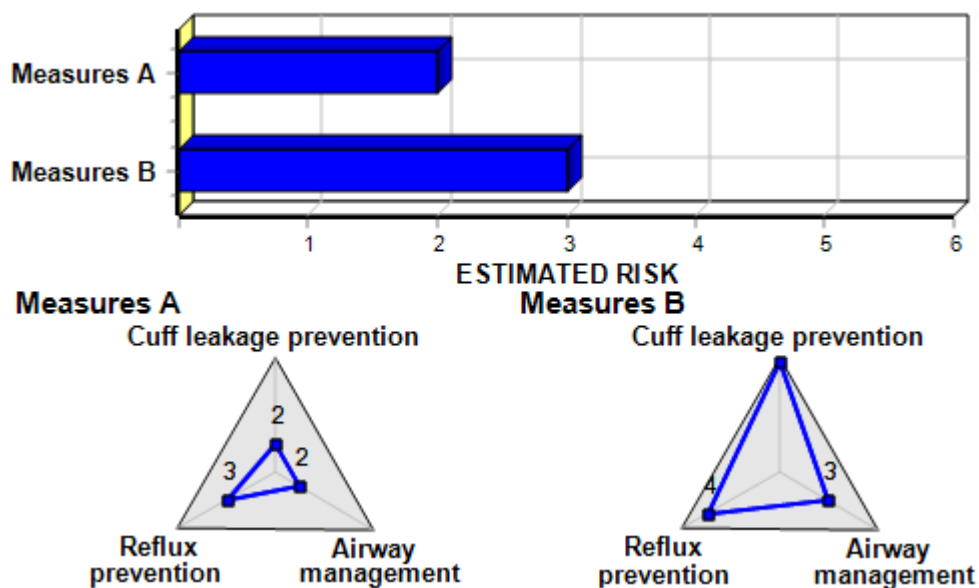 Measures A
Measures B
1 2 3 4 5 6
ESTIMATED RISK
Measures A
Cuff leakage prevention
2
3 2
Reflux prevention
Airway management
Measures B
Cuff leakage prevention
4 3
Reflux prevention
Airway management